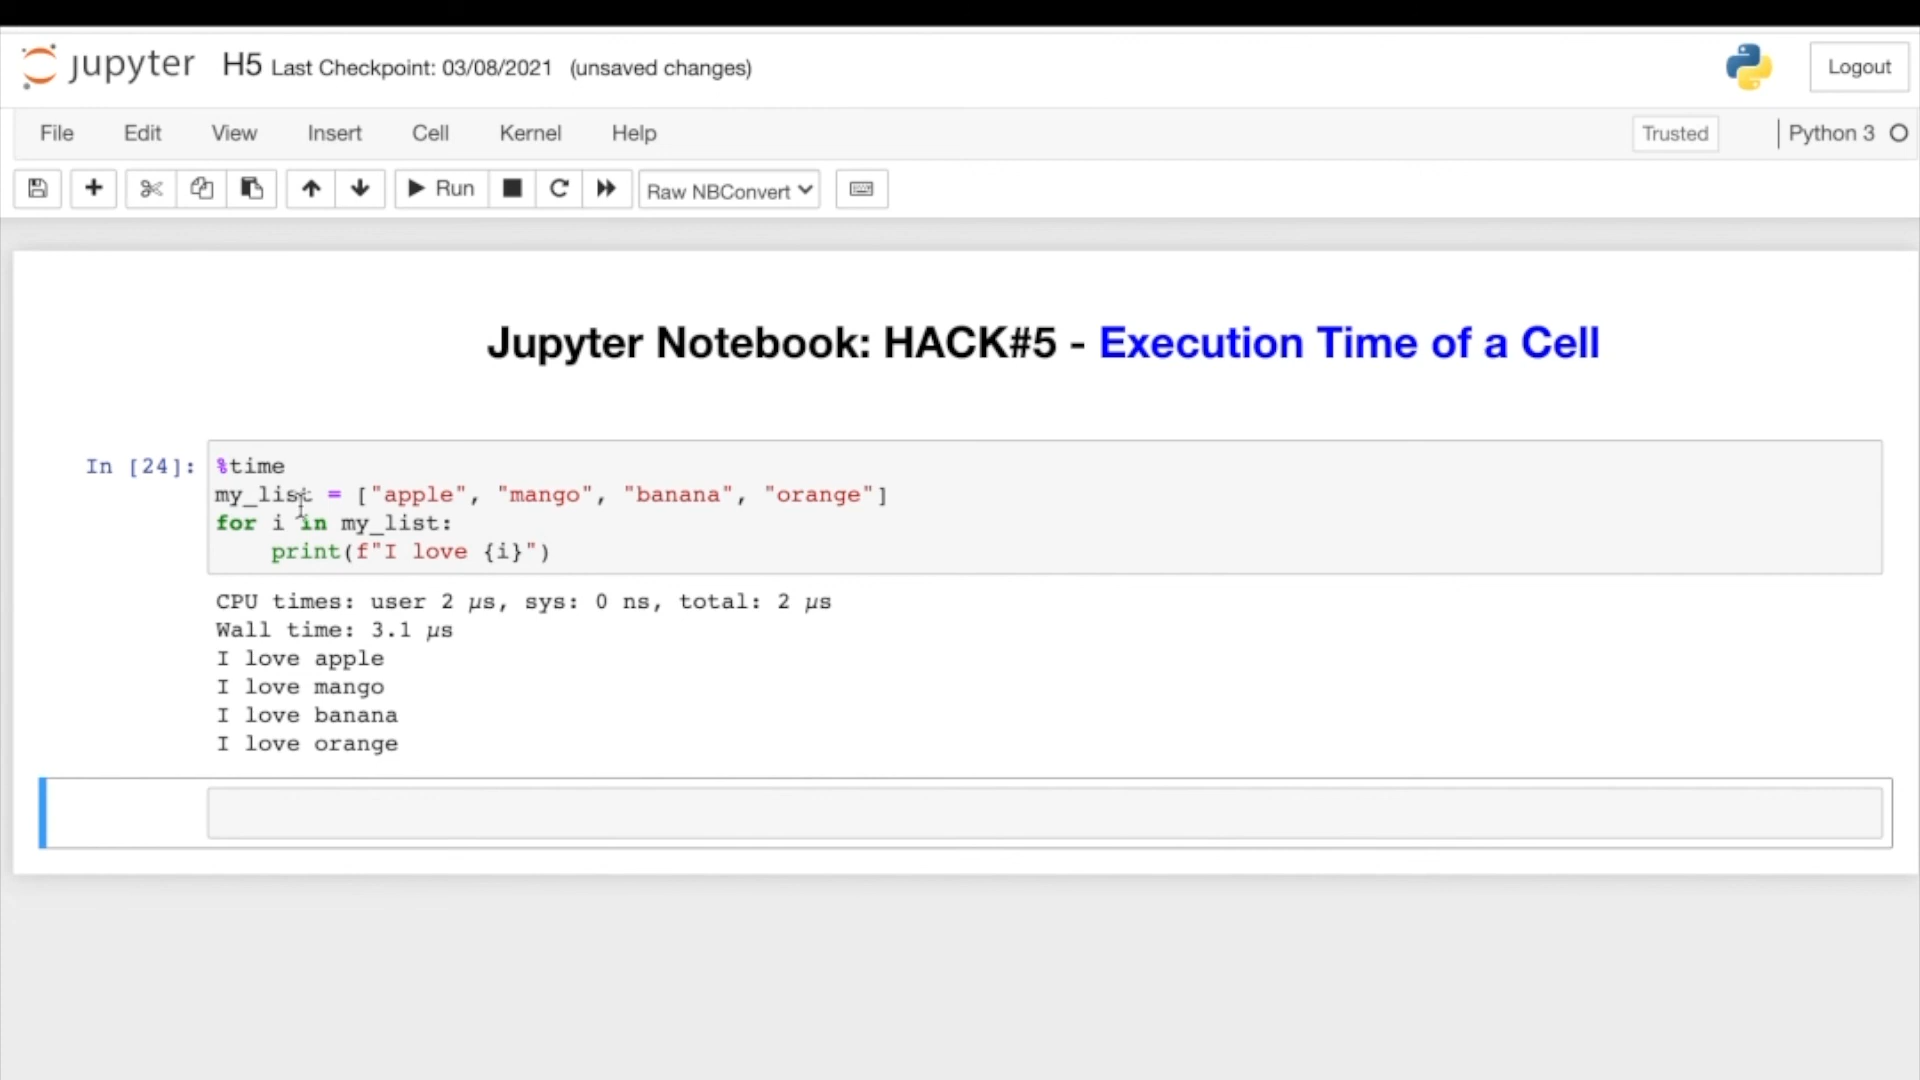 jupyter H5 Last Checkpoint: 03/08/2021 (unsaved changes) Logout
File Edit View Insert Cell Kernel Help Trusted Python 3
Run Raw NBConvert
Jupyter Notebook: HACK#5 - Execution Time of a Cell
In [24]: %time
my_list = ["apple", "mango", "banana", "orange"]
for i in my_list:
    print(f"I love {i}")
CPU times: user 2 µs, sys: 0 ns, total: 2 µs
Wall time: 3.1 µs
I love apple
I love mango
I love banana
I love orange